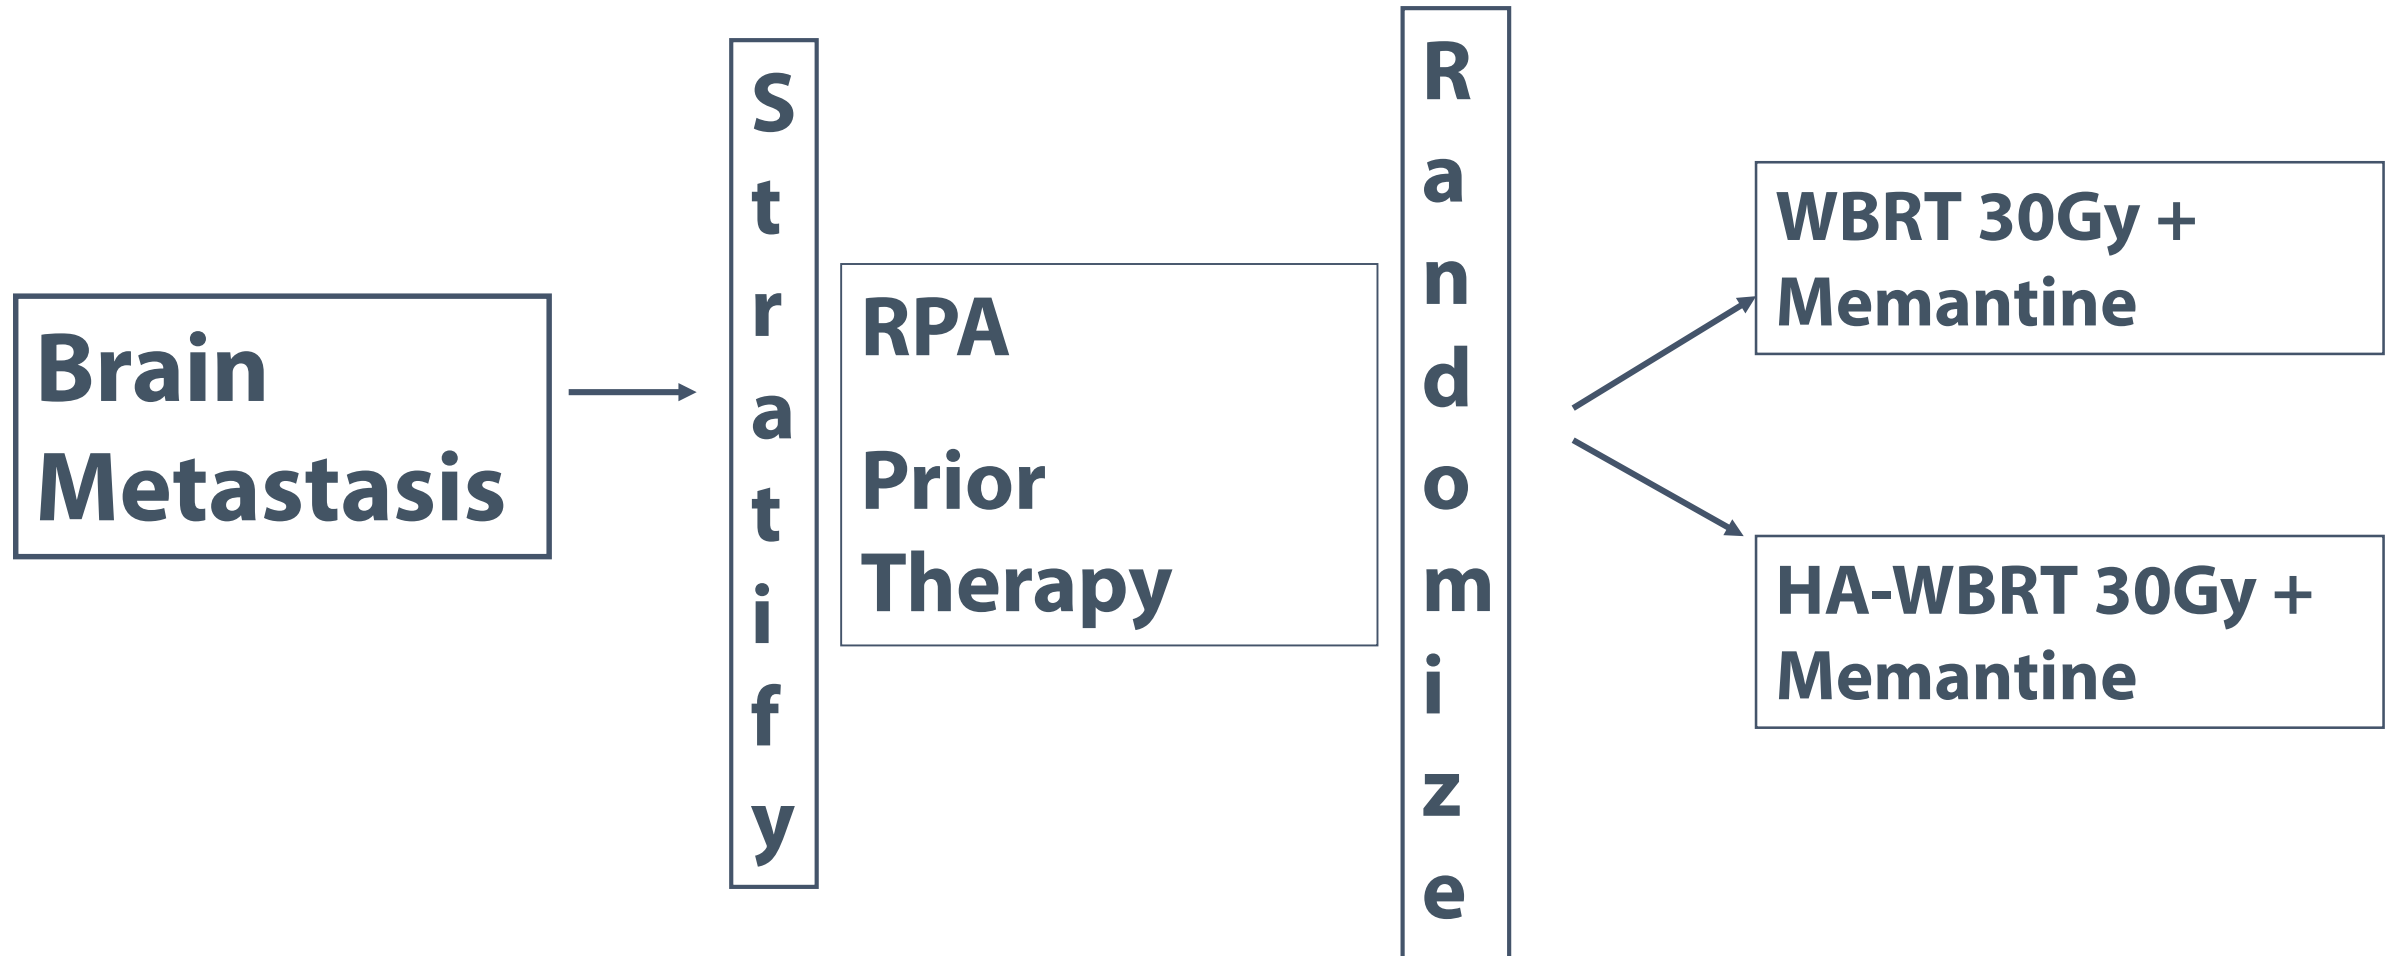 Brain
Metastasis
Stratify
RPA
Prior
Therapy
Randomize
WBRT 30Gy +
Memantine
HA-WBRT 30Gy +
Memantine